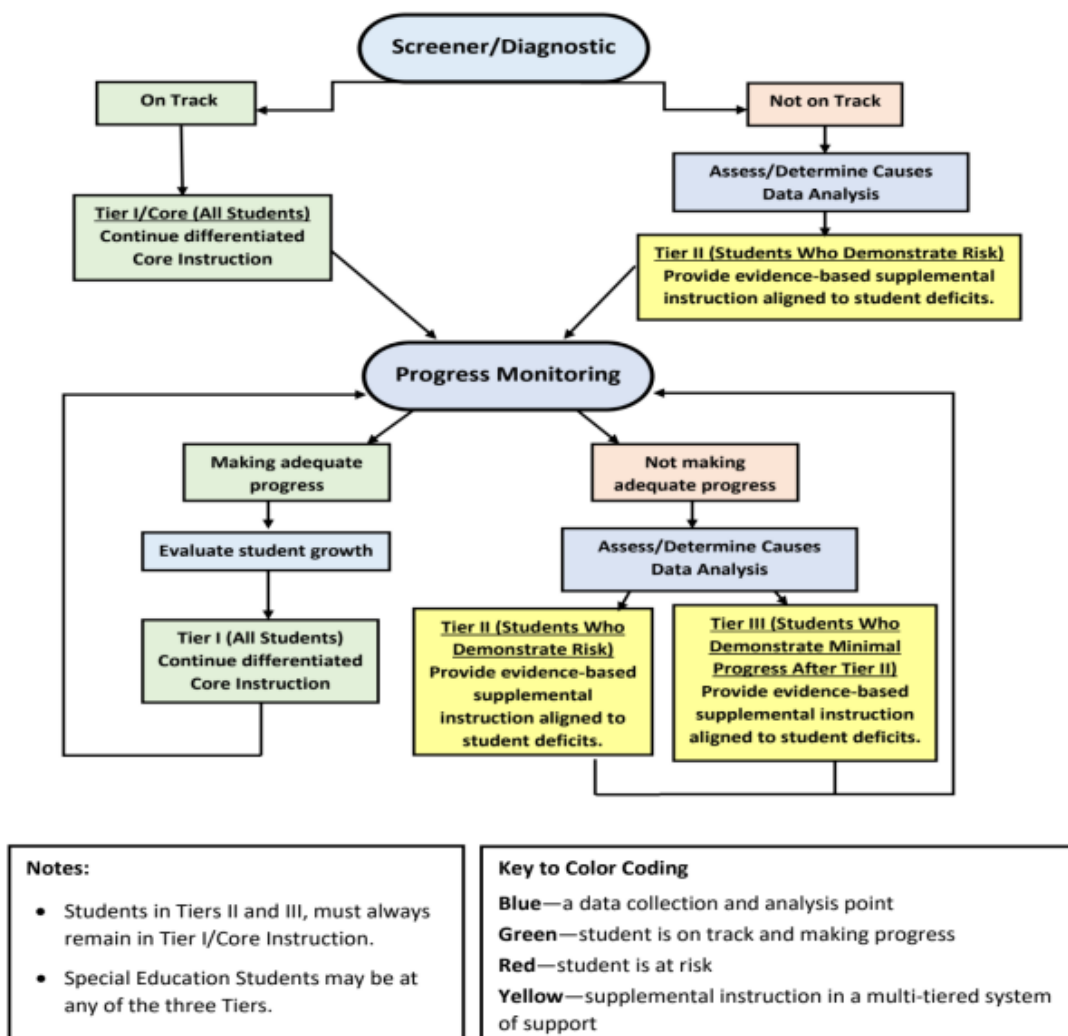 Screener/Diagnostic
On Track
Not on Track
Assess/Determine Causes
Data Analysis
Tier I/Core (All Students)
Continue differentiated
Core Instruction
Tier II (Students Who Demonstrate Risk)
Provide evidence-based supplemental
instruction aligned to student deficits.
Progress Monitoring
Making adequate
progress
Not making
adequate progress
Evaluate student growth
Assess/Determine Causes
Data Analysis
Tier I (All Students)
Continue differentiated
Core Instruction
Tier II (Students Who
Demonstrate Risk)
Provide evidence-based
supplemental
instruction aligned to
student deficits.
Tier III (Students Who
Demonstrate Minimal
Progress After Tier II)
Provide evidence-based
supplemental instruction
aligned to student deficits.
Notes:
• Students in Tiers II and III, must always
remain in Tier I/Core Instruction.
• Special Education Students may be at
any of the three Tiers.
Key to Color Coding
Blue—a data collection and analysis point
Green—student is on track and making progress
Red—student is at risk
Yellow—supplemental instruction in a multi-tiered system
of support